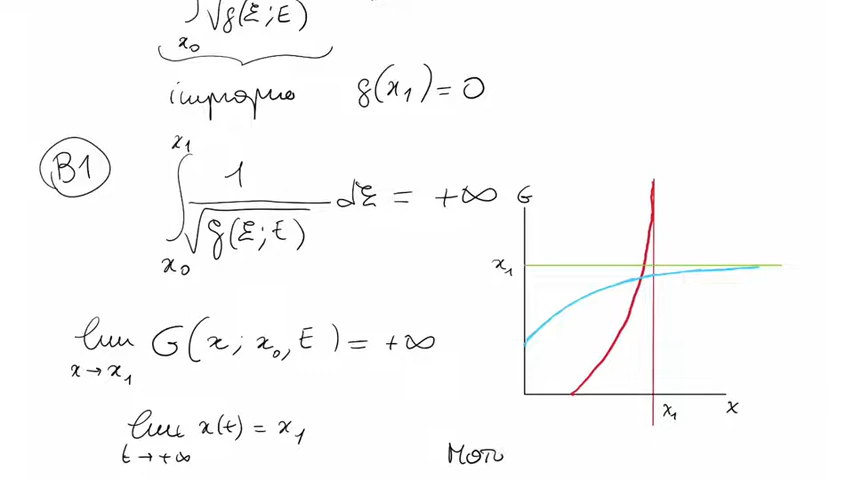 ∫x₀ √g(ξ;E)
improprio g(x₁) = 0
B1
∫x₀^x₁ 1/√g(ξ;E) dξ = +∞
lim x→x₁ G(x; x₀, E) = +∞
lim t→+∞ x(t) = x₁
Moto
G
x₁
x₁ x